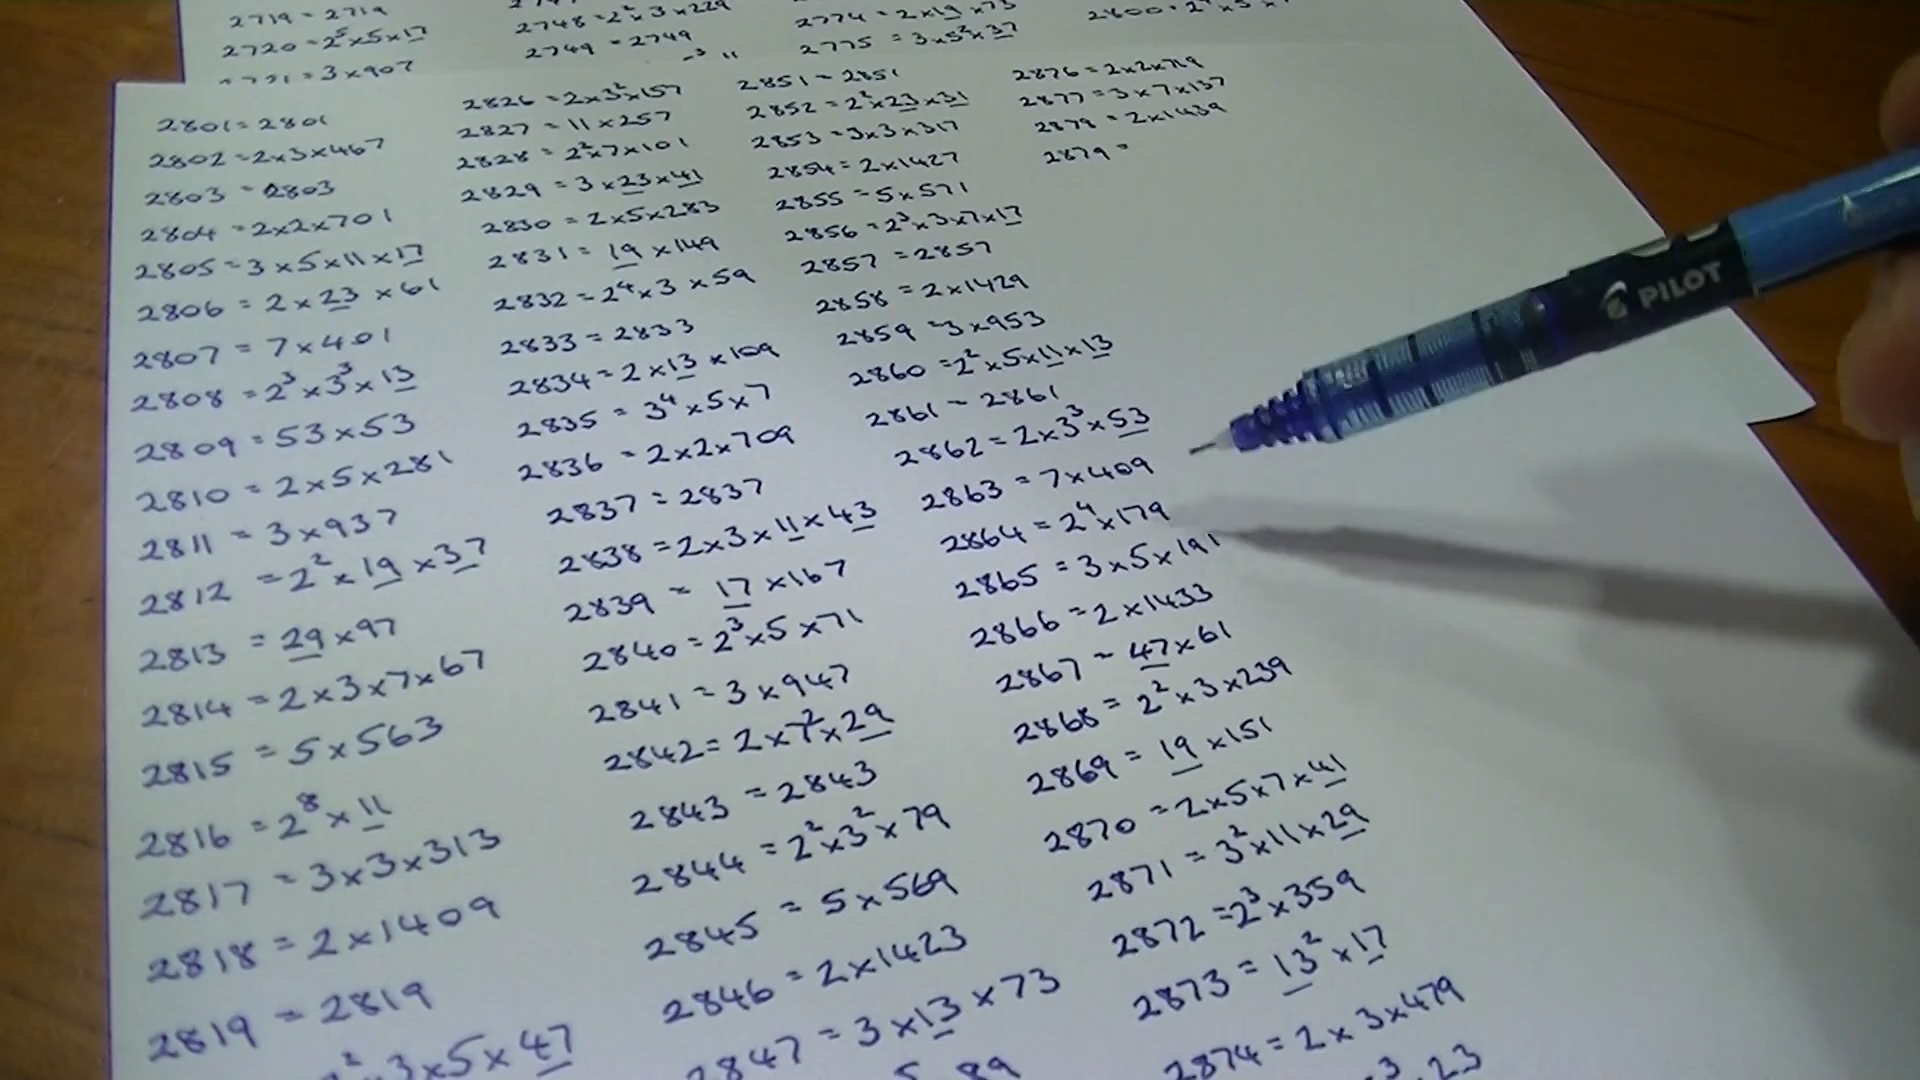 2719 = 2719
2720 = 2⁵ x 5 x 17
2721 = 3 x 907
2748 = 2² x 3 x 229
2749 = 2749
2774 = 2 x 19 x 73
2775 = 3 x 5² x 37
2801 = 2801
2802 = 2 x 3 x 467
2803 = 2803
2804 = 2 x 2 x 701
2805 = 3 x 5 x 11 x 17
2806 = 2 x 23 x 61
2807 = 7 x 401
2808 = 2³ x 3³ x 13
2809 = 53 x 53
2810 = 2 x 5 x 281
2811 = 3 x 937
2812 = 2² x 19 x 37
2813 = 29 x 97
2814 = 2 x 3 x 7 x 67
2815 = 5 x 563
2816 = 2⁸ x 11
2817 = 3 x 3 x 313
2818 = 2 x 1409
2819 = 2819
x 3 x 5 x 47
2826 = 2 x 3² x 157
2827 = 11 x 257
2828 = 2² x 7 x 101
2829 = 3 x 23 x 41
2830 = 2 x 5 x 283
2831 = 19 x 149
2832 = 2⁴ x 3 x 59
2833 = 2833
2834 = 2 x 13 x 109
2835 = 3⁴ x 5 x 7
2836 = 2 x 2 x 709
2837 = 2837
2838 = 2 x 3 x 11 x 43
2839 = 17 x 167
2840 = 2³ x 5 x 71
2841 = 3 x 947
2842 = 2 x 7² x 29
2843 = 2843
2844 = 2² x 3² x 79
2845 = 5 x 569
2846 = 2 x 1423
2847 = 3 x 13 x 73
89
2851 = 2851
2852 = 2² x 23 x 31
2853 = 3 x 3 x 317
2854 = 2 x 1427
2855 = 5 x 571
2856 = 2³ x 3 x 7 x 17
2857 = 2857
2858 = 2 x 1429
2859 = 3 x 953
2860 = 2² x 5 x 11 x 13
2861 = 2861
2862 = 2 x 3³ x 53
2863 = 7 x 409
2864 = 2⁴ x 179
2865 = 3 x 5 x 191
2866 = 2 x 1433
2867 = 47 x 61
2868 = 2² x 3 x 239
2869 = 19 x 151
2870 = 2 x 5 x 7 x 41
2871 = 3² x 11 x 29
2872 = 2³ x 359
2873 = 13² x 17
2874 = 2 x 3 x 479
23
2876 = 2 x 2 x 719
2877 = 3 x 7 x 137
2879 = 2 x 1439
2879 =
PILOT